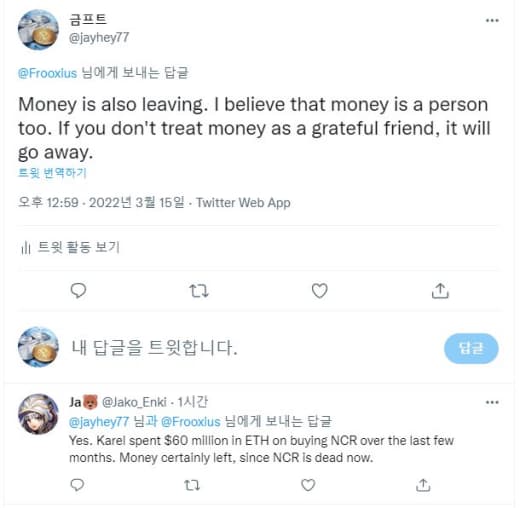 금프트
@jayhey77
@Frooxius 님에게 보내는 답글
Money is also leaving. I believe that money is a person
too. If you don't treat money as a grateful friend, it will
go away.
트윗 번역하기
오후 12:59 · 2022년 3월 15일 · Twitter Web App
트윗 활동 보기
내 답글을 트윗합니다.
답글
Ja🐻 @Jako_Enki · 1시간
@jayhey77 님과 @Frooxius 님에게 보내는 답글
Yes. Karel spent $60 million in ETH on buying NCR over the last few
months. Money certainly left, since NCR is dead now.